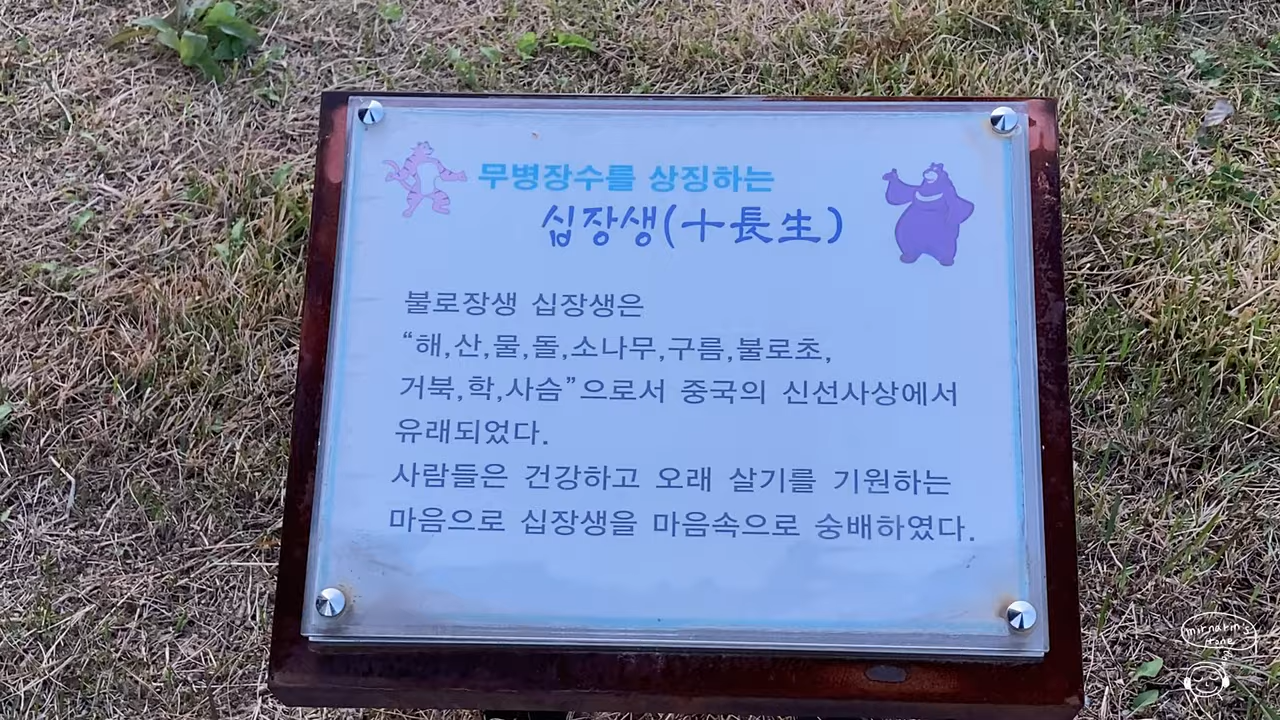 무병장수를 상징하는
십장생(十長生)
불로장생 십장생은
“해,산,물,돌,소나무,구름,불로초,
거북,학,사슴”으로서 중국의 신선사상에서
유래되었다.
사람들은 건강하고 오래 살기를 기원하는
마음으로 십장생을 마음속으로 숭배하였다.